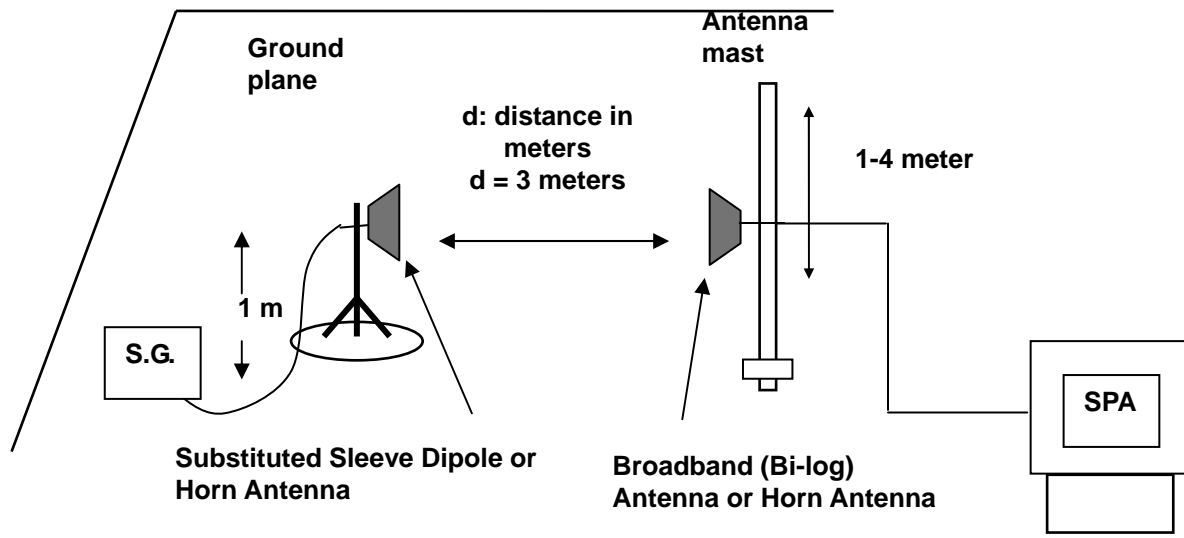 Ground
plane
Antenna
mast
d: distance in
meters
d = 3 meters
1-4 meter
1 m
S.G.
SPA
Substituted Sleeve Dipole or
Horn Antenna
Broadband (Bi-log)
Antenna or Horn Antenna